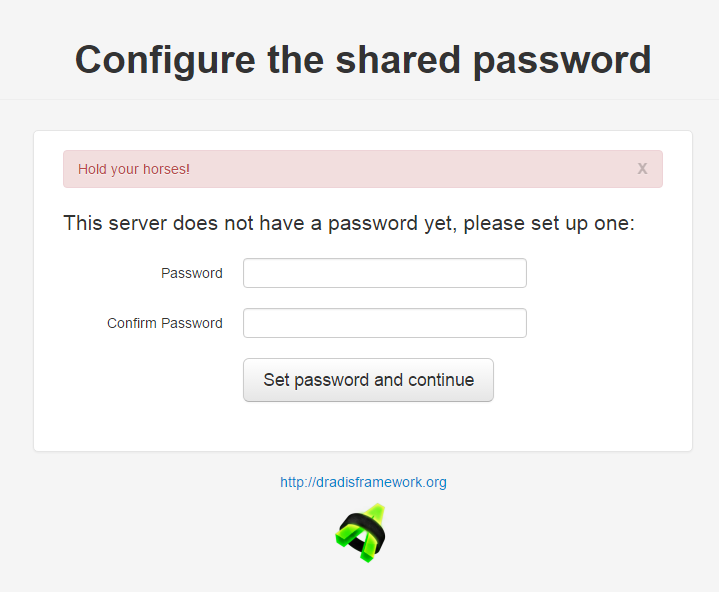 Configure the shared password
Hold your horses!
X
This server does not have a password yet, please set up one:
Password
Confirm Password
Set password and continue
http://dradisframework.org